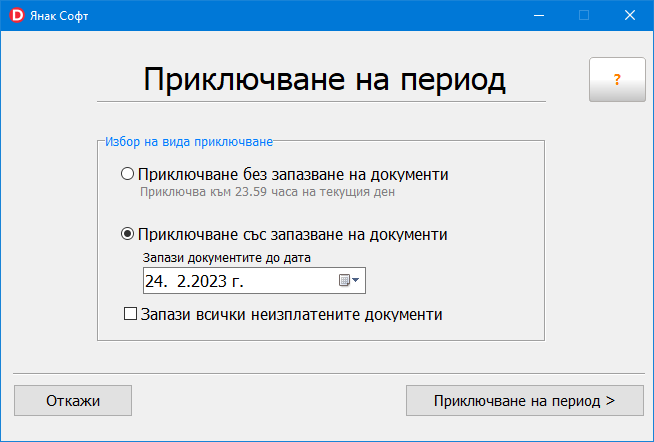 D Янак Софт
Приключване на период
?
Избор на вида приключване
Приключване без запазване на документи
Приключва към 23.59 часа на текущия ден
Приключване със запазване на документи
Запази документите до дата
24. 2.2023 г.
Запази всички неизплатените документи
Откажи
Приключване на период >